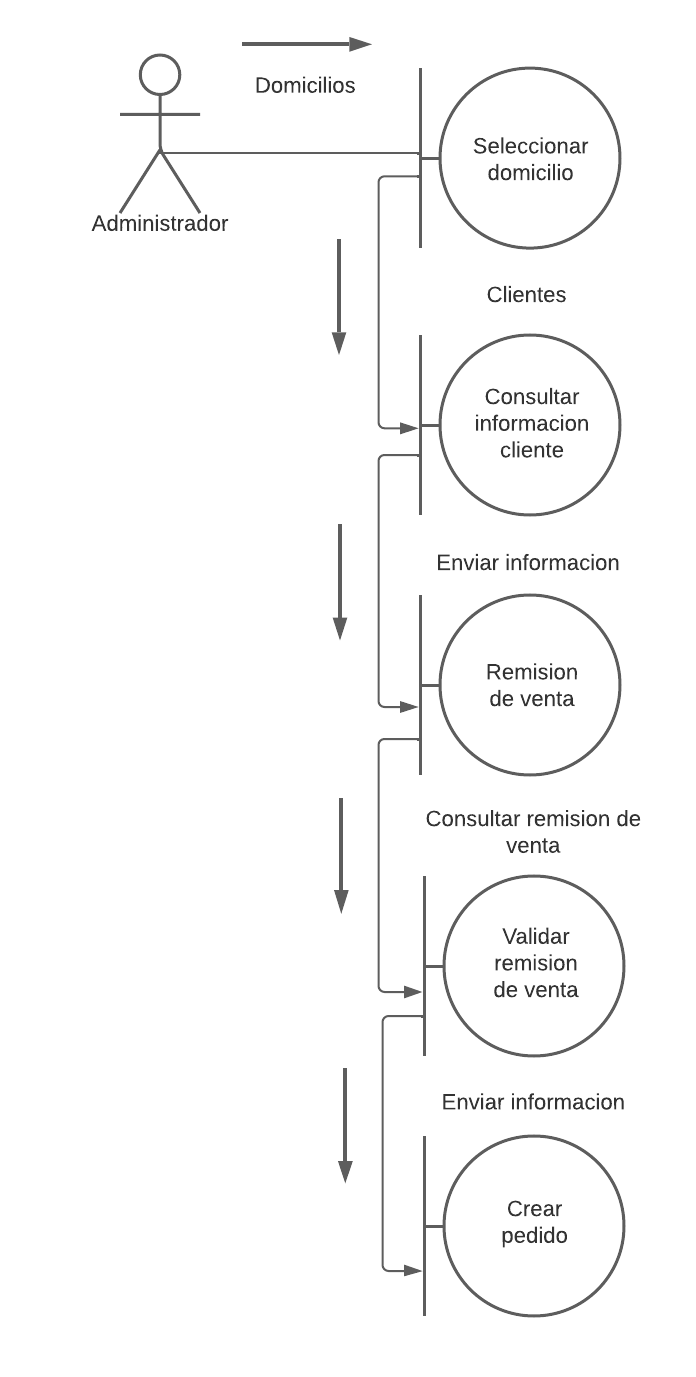 Domicilios
Administrador
Seleccionar
domicilio
Clientes
Consultar
informacion
cliente
Enviar informacion
Remision
de venta
Consultar remision de
venta
Validar
remision
de venta
Enviar informacion
Crear
pedido